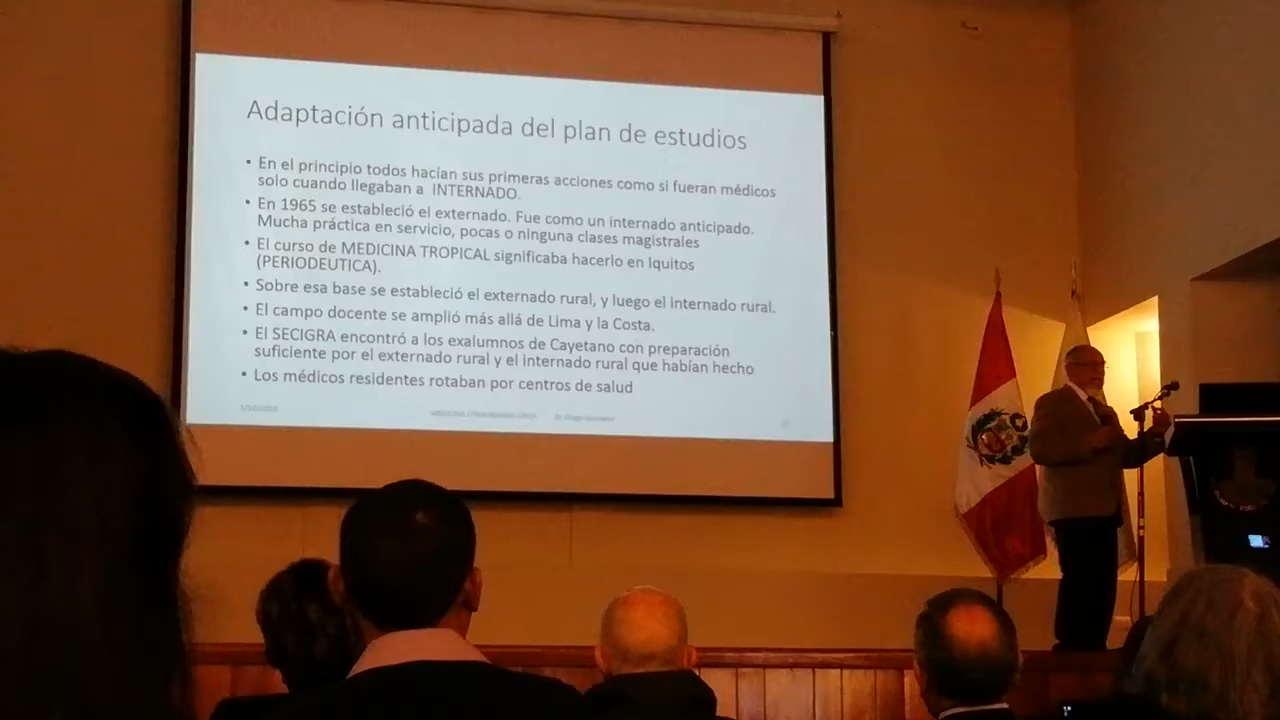 Adaptación anticipada del plan de estudios
• En el principio todos hacían sus primeras acciones como si fueran médicos
solo cuando llegaban a INTERNADO.
• En 1965 se estableció el externado. Fue como un internado anticipado.
Mucha práctica en servicio, pocas o ninguna clases magistrales
• El curso de MEDICINA TROPICAL significaba hacerlo en Iquitos
(PERIODEUTICA).
• Sobre esa base se estableció el externado rural, y luego el internado rural.
• El campo docente se amplió más allá de Lima y la Costa.
• El SECIGRA encontró a los exalumnos de Cayetano con preparación
suficiente por el externado rural y el internado rural que habían hecho
• Los médicos residentes rotaban por centros de salud